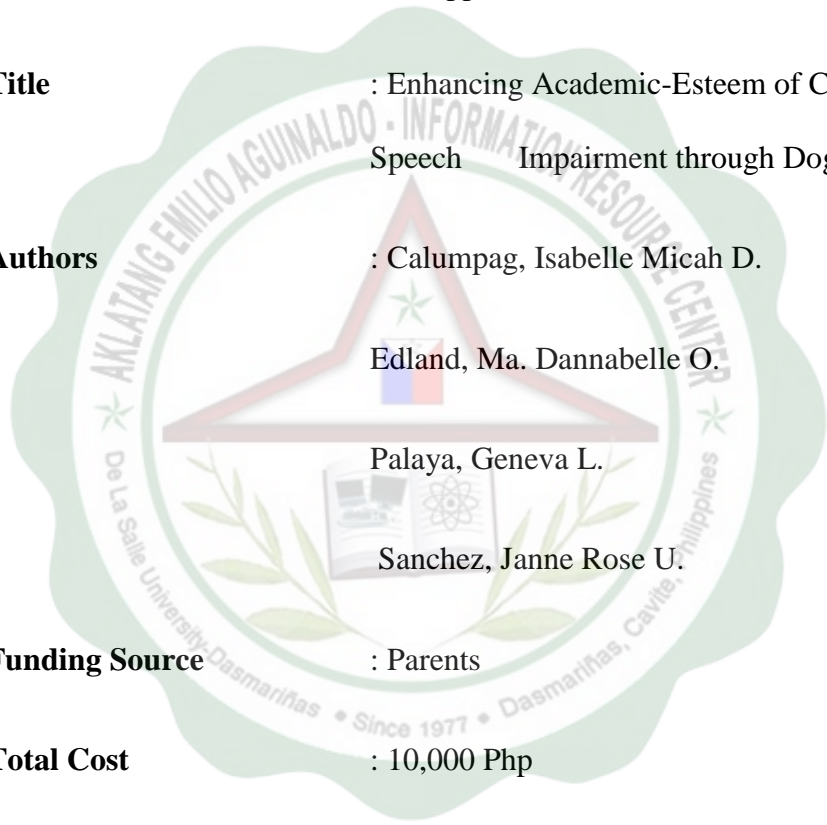 Title : Enhancing Academic-Esteem of C
Speech Impairment through Dog
Authors : Calumpag, Isabelle Micah D.
Edland, Ma. Dannabelle O.
Palaya, Geneva L.
Sanchez, Janne Rose U.
Funding Source : Parents
Total Cost : 10,000 Php
AKLATANG EMILIO AGUINALDO - INFORMATION RESOURCE CENTER
De La Salle University-Dasmariñas • Since 1977 • Dasmariñas, Cavite, Philippines